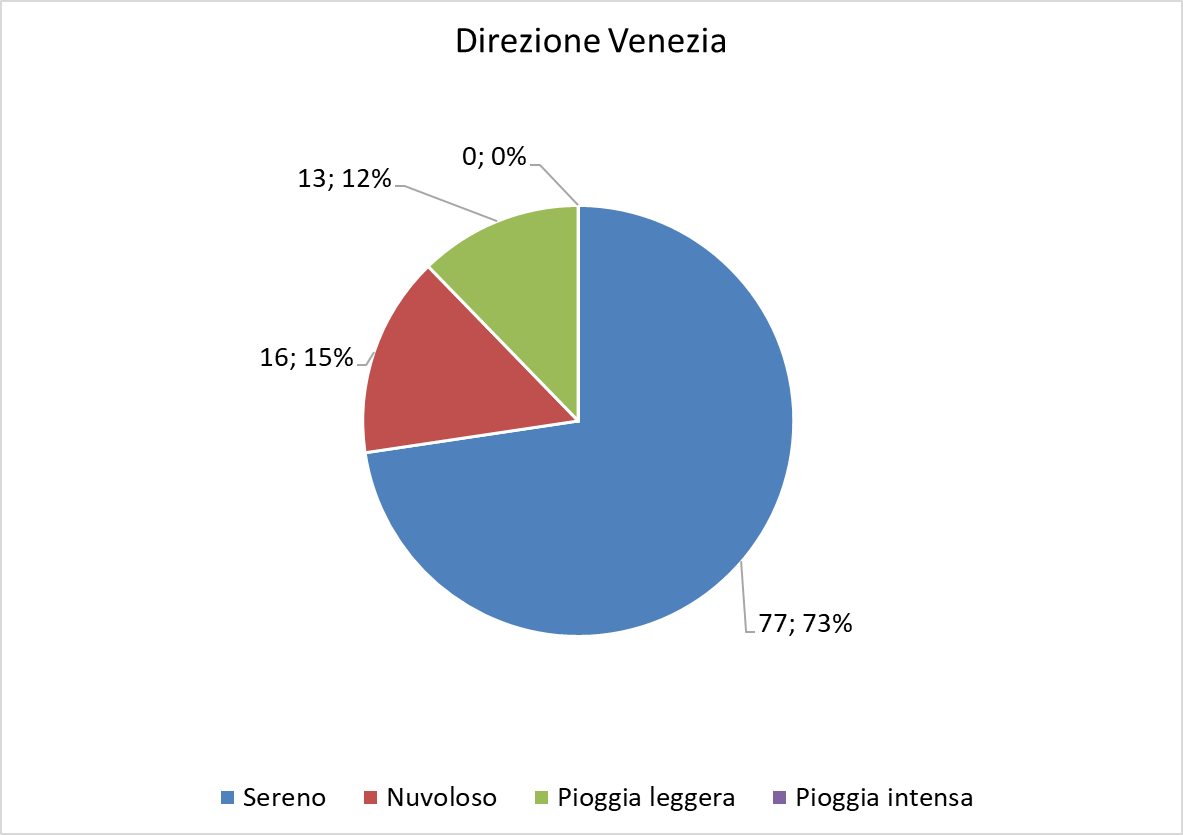 Direzione Venezia
0; 0%
13; 12%
16; 15%
77; 73%
Sereno
Nuvoloso
Pioggia leggera
Pioggia intensa